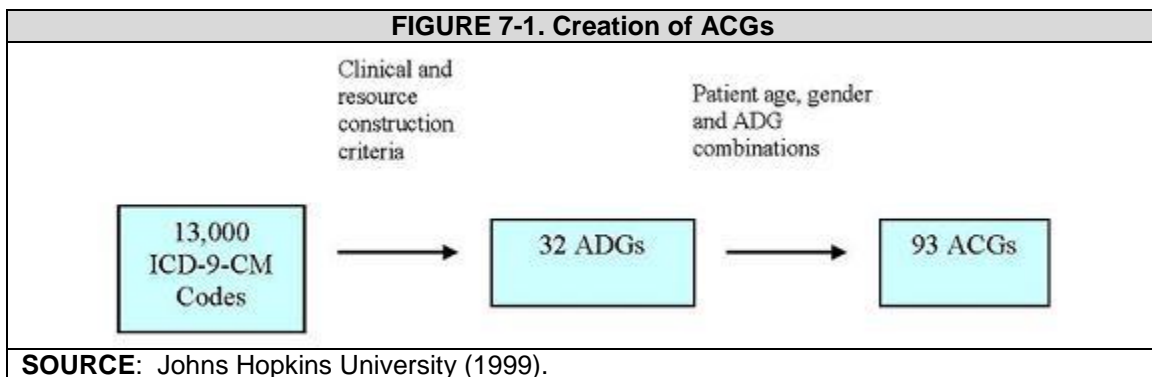 FIGURE 7-1. Creation of ACGs
Clinical and
resource
construction
criteria
Patient age, gender
and ADG
combinations
13,000
ICD-9-CM
Codes
32 ADGs
93 ACGs
SOURCE: Johns Hopkins University (1999).